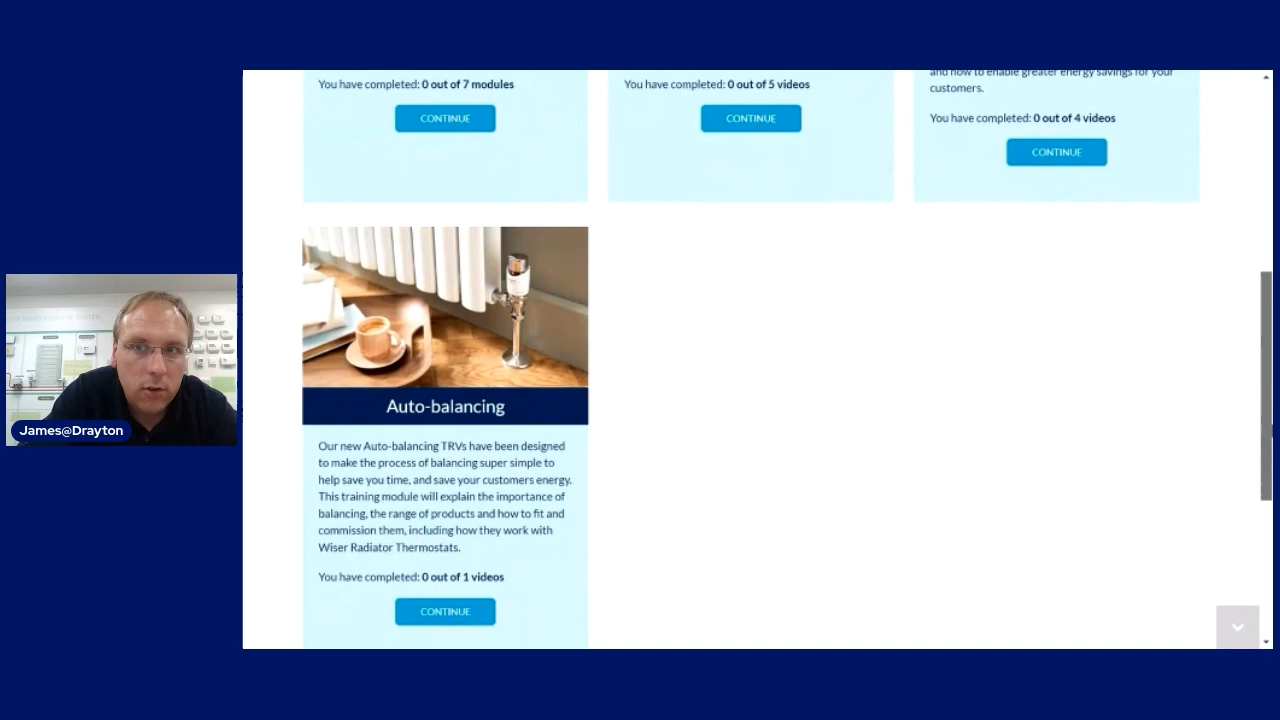 You have completed: 0 out of 7 modules
CONTINUE
You have completed: 0 out of 5 videos
CONTINUE
and how to enable greater energy savings for your
customers.
You have completed: 0 out of 4 videos
CONTINUE
Auto-balancing
Our new Auto-balancing TRVs have been designed
to make the process of balancing super simple to
help save you time, and save your customers energy.
This training module will explain the importance of
balancing, the range of products and how to fit and
commission them, including how they work with
Wiser Radiator Thermostats.
You have completed: 0 out of 1 videos
CONTINUE
James@Drayton